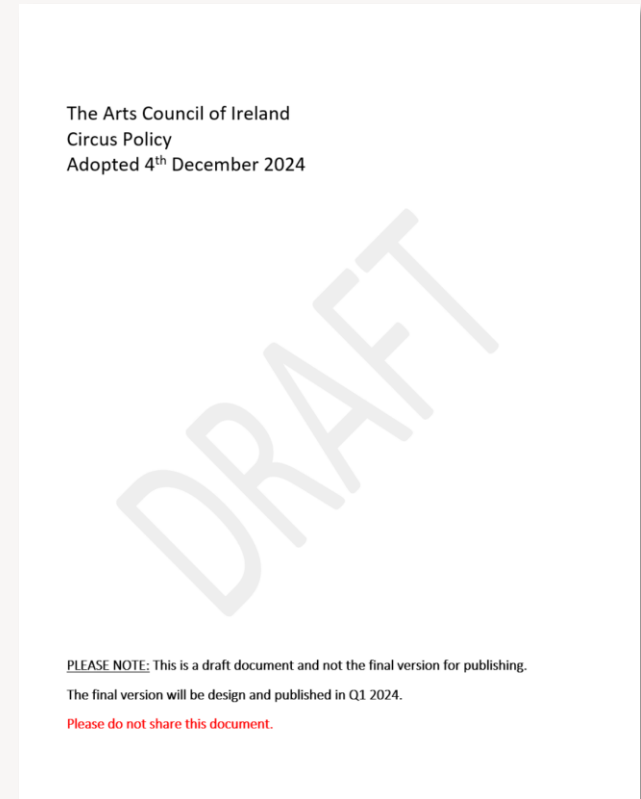 The Arts Council of Ireland
Circus Policy
Adopted 4th December 2024
DRAFT
PLEASE NOTE: This is a draft document and not the final version for publishing.
The final version will be design and published in Q1 2024.
Please do not share this document.